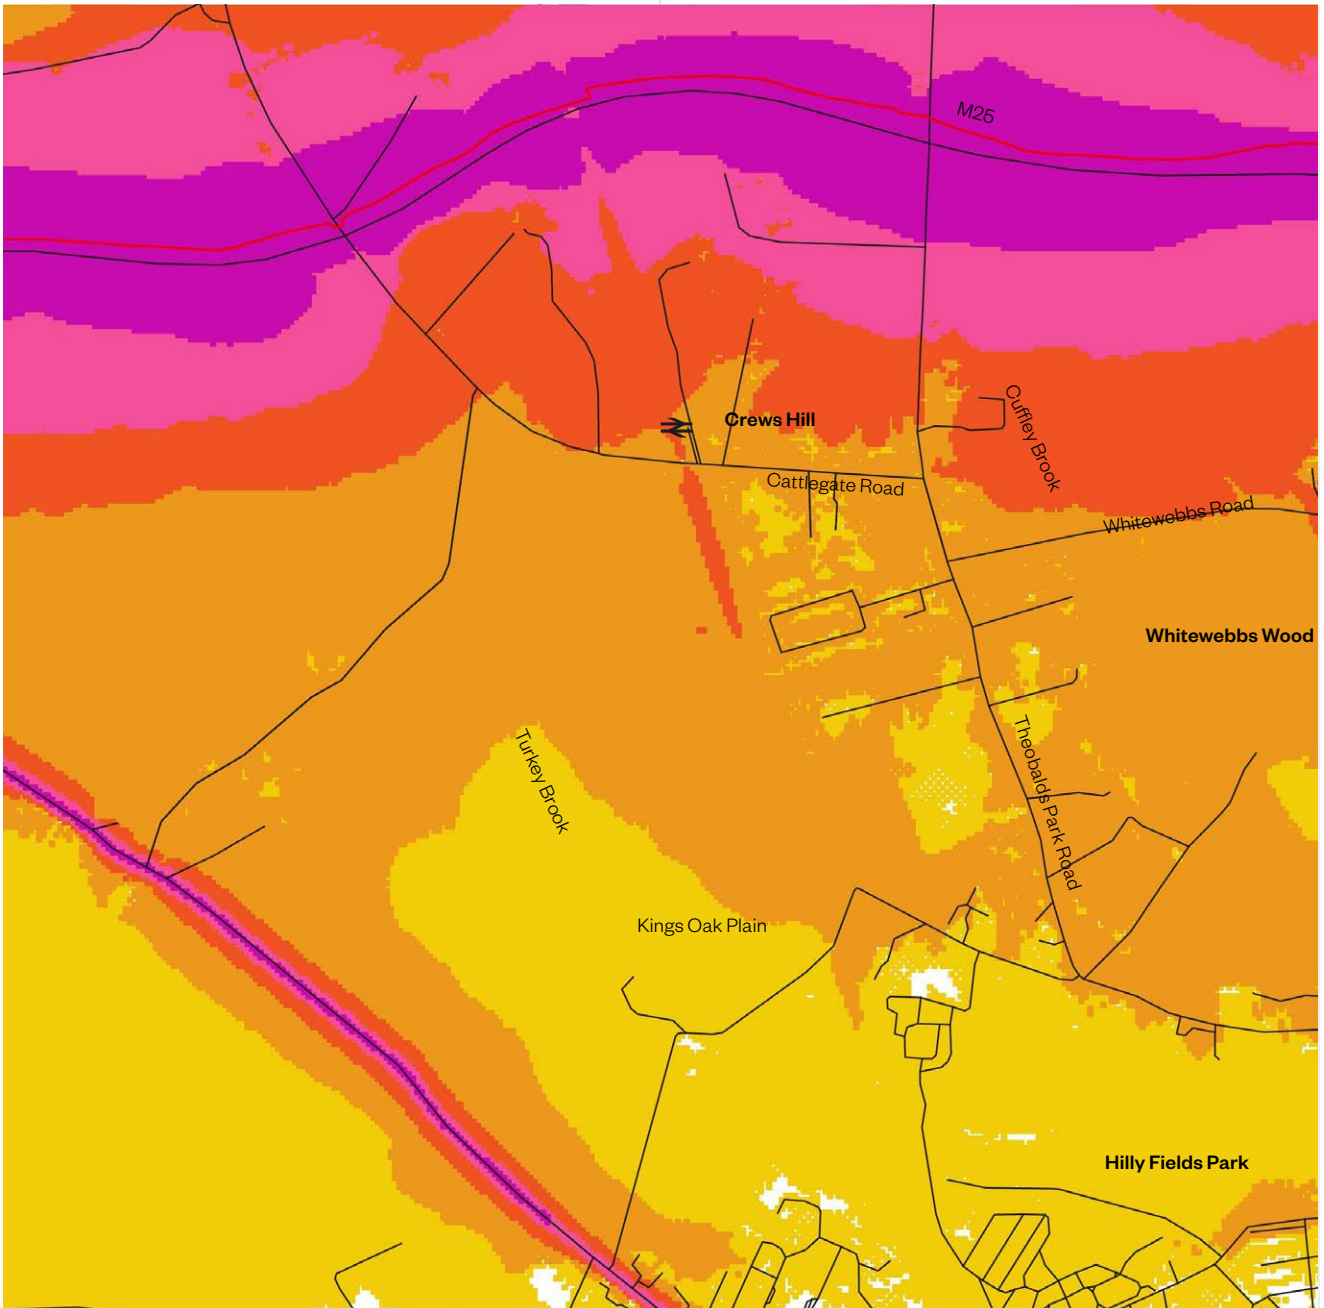 M25
Crews Hill
Cuffley Brook
Cattlegate Road
Whitewebbs Road
Whitewebbs Wood
Turkey Brook
Theobalds Park Road
Kings Oak Plain
Hilly Fields Park